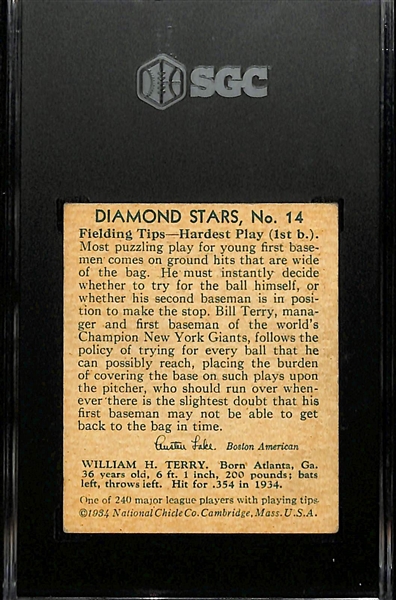 SGC
DIAMOND STARS, No. 14
Fielding Tips—Hardest Play (1st b.).
Most puzzling play for young first base-
men comes on ground hits that are wide
of the bag. He must instantly decide
whether to try for the ball himself, or
whether his second baseman is in posi-
tion to make the stop. Bill Terry, mana-
ger and first baseman of the world's
Champion New York Giants, follows the
policy of trying for every ball that he
can possibly reach, placing the burden
of covering the base on such plays upon
the pitcher, who should run over when-
ever there is the slightest doubt that his
first baseman may not be able to get
back to the bag in time.
Austen Lake. Boston American
WILLIAM H. TERRY. Born Atlanta, Ga.
36 years old, 6 ft. 1 inch, 200 pounds; bats
left, throws left. Hit for .354 in 1934.
One of 240 major league players with playing tips
©1934 National Chicle Co. Cambridge, Mass. U.S.A.